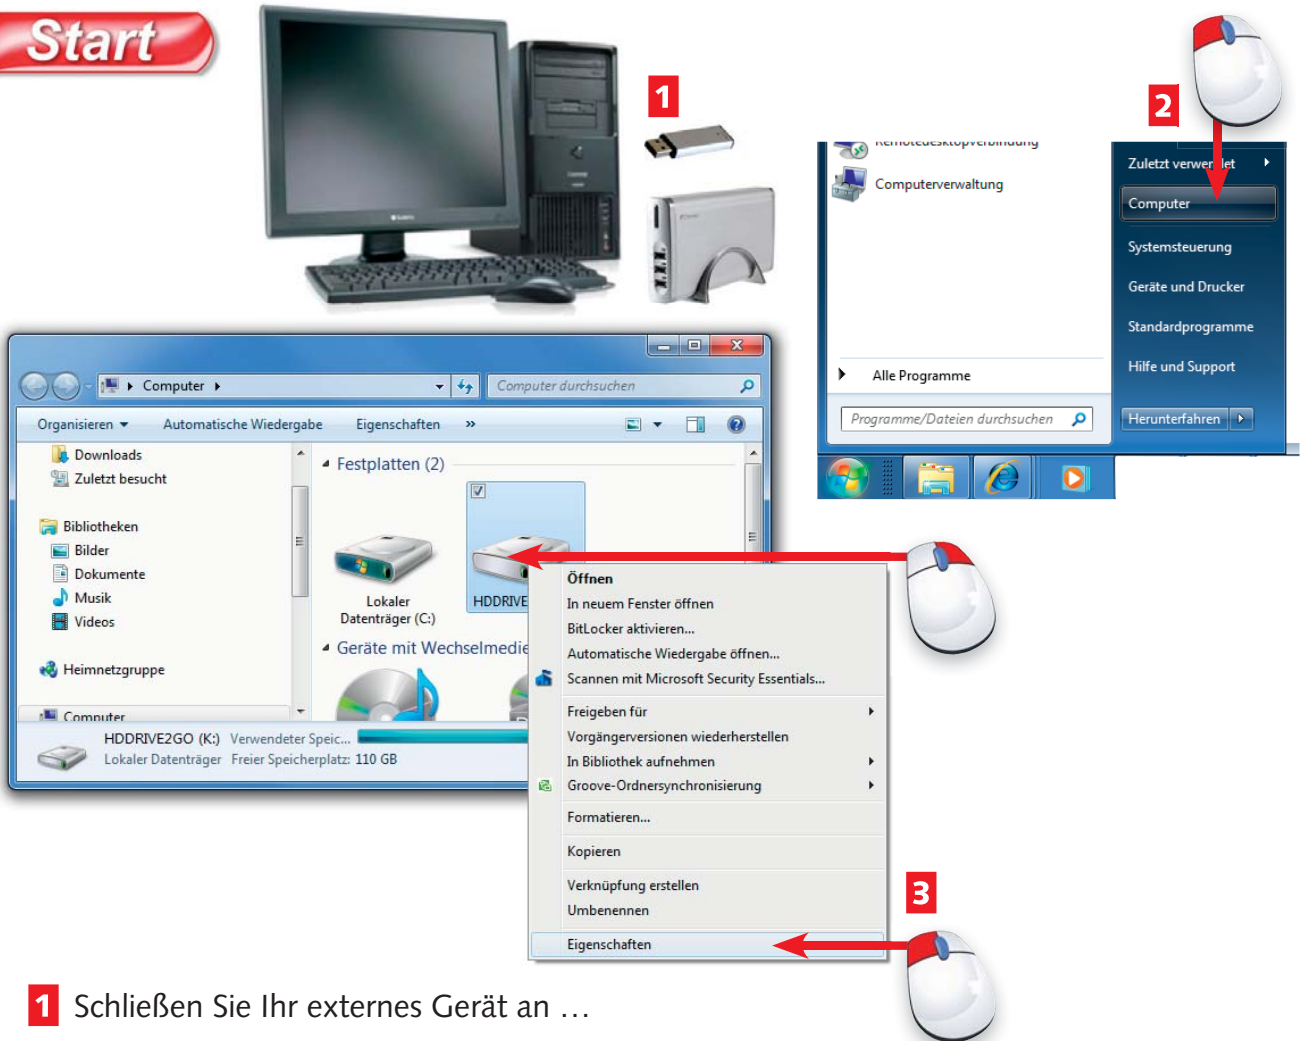 Start
1
2
Remotedesktopverbindung
Computerverwaltung
Alle Programme
Programme/Dateien durchsuchen
Zuletzt verwendet
Computer
Systemsteuerung
Geräte und Drucker
Standardprogramme
Hilfe und Support
Herunterfahren
Computer
Computer durchsuchen
Organisieren
Automatische Wiedergabe
Eigenschaften
»
Downloads
Zuletzt besucht
Bibliotheken
Bilder
Dokumente
Musik
Videos
Heimnetzgruppe
Computer
Festplatten (2)
Lokaler
Datenträger (C:)
HDDRIVE
Geräte mit Wechselmedie
HDDRIVE2GO (K:) Verwendeter Speic...
Lokaler Datenträger Freier Speicherplatz: 110 GB
Öffnen
In neuem Fenster öffnen
BitLocker aktivieren...
Automatische Wiedergabe öffnen...
Scannen mit Microsoft Security Essentials...
Freigeben für
Vorgängerversionen wiederherstellen
In Bibliothek aufnehmen
Groove-Ordnersynchronisierung
Formatieren...
Kopieren
Verknüpfung erstellen
Umbenennen
Eigenschaften
3
1 Schließen Sie Ihr externes Gerät an …